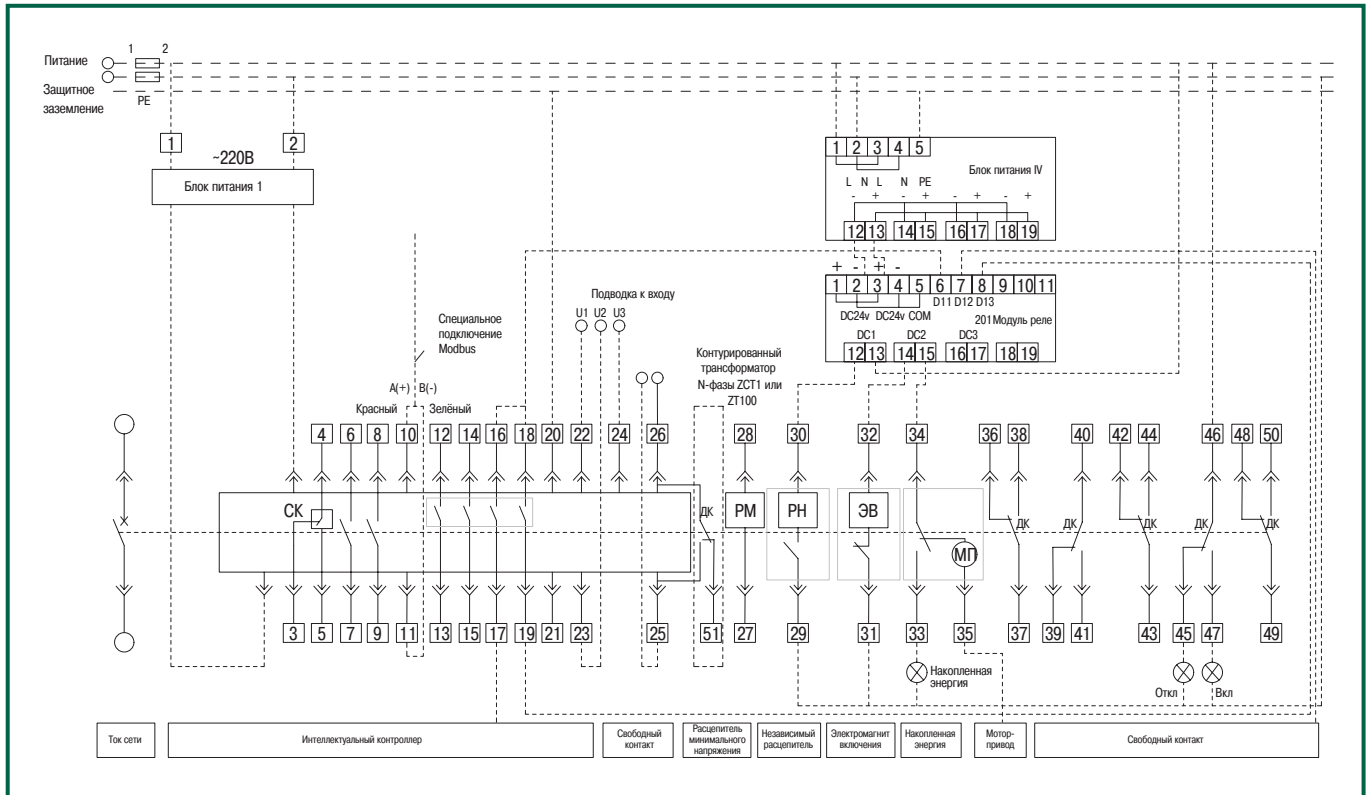 1 2
Питание
Защитное
заземление
PE
1 2
~220В
Блок питания 1
1 2 3 4 5
Блок питания IV
L N L N PE
- + - + - + - +
12 13 14 15 16 17 18 19
+ - + -
1 2 3 4 5 6 7 8 9 10 11
D11 D12 D13
DC24v DC24v COM
201 Модуль реле
DC1 DC2 DC3
12 13 14 15 16 17 18 19
Специальное
подключение
Modbus
A(+) B(-)
Красный Зелёный
Подводка к входу
U1 U2 U3
Контурированный
трансформатор
N-фазы ZCT1 или
ZT100
4 6 8 10 12 14 16 18 20 22 24 26 28 30 32 34 36 38 40 42 44 46 48 50
СК ДК РМ РН ЭВ МП ДК ДК ДК ДК ДК
3 5 7 9 11 13 15 17 19 21 23 25 51 27 29 31 33 35 37 39 41 43 45 47 49
Накопленная
энергия
Откл Вкл
Ток сети
Интеллектуальный контроллер
Свободный
контакт
Расцепитель
минимального
напряжения
Независимый
расцепитель
Электромагнит
включения
Накопленная
энергия
Мотор-
привод
Свободный контакт